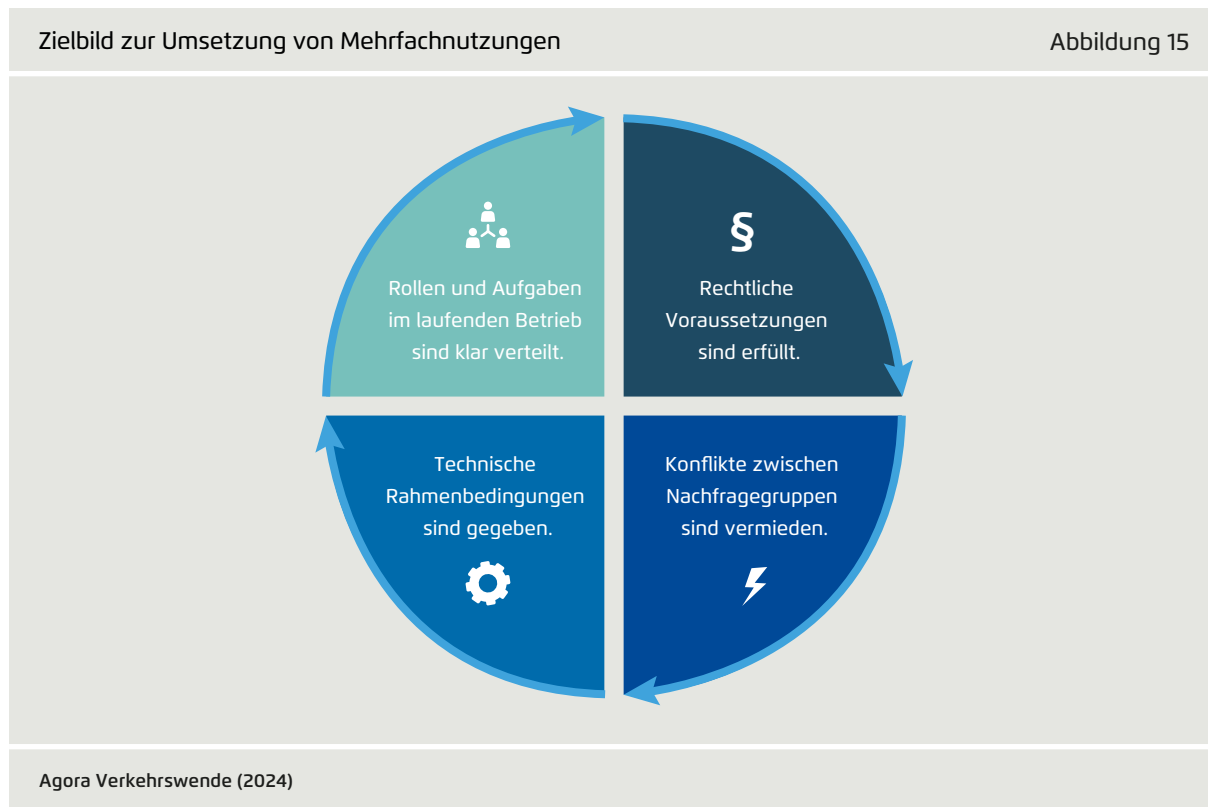 Zielbild zur Umsetzung von Mehrfachnutzungen
Abbildung 15
Rollen und Aufgaben
im laufenden Betrieb
sind klar verteilt.
§
Rechtliche
Voraussetzungen
sind erfüllt.
Technische
Rahmenbedingungen
sind gegeben.
Konflikte zwischen
Nachfragegruppen
sind vermieden.
Agora Verkehrswende (2024)